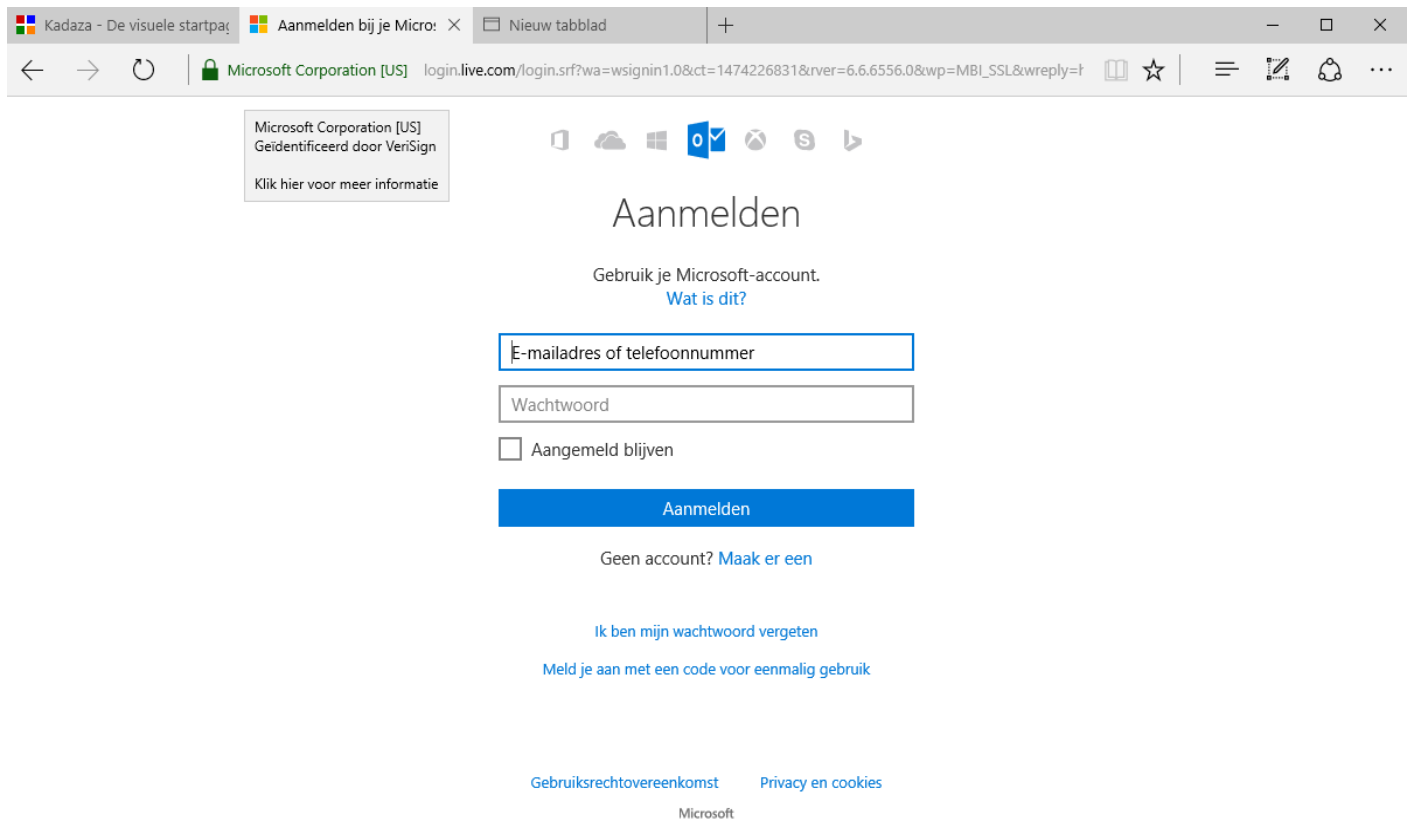 Kadaza - De visuele startpag
Aanmelden bij je Micros
Nieuw tabblad
Microsoft Corporation [US] login.live.com/login.srf?wa=wsignin1.0&ct=1474226831&rver=6.6.6556.0&wp=MBI_SSL&wreply=h
Microsoft Corporation [US]
Geïdentificeerd door VeriSign
Klik hier voor meer informatie
Aanmelden
Gebruik je Microsoft-account.
Wat is dit?
E-mailadres of telefoonnummer
Wachtwoord
Aangemeld blijven
Aanmelden
Geen account? Maak er een
Ik ben mijn wachtwoord vergeten
Meld je aan met een code voor eenmalig gebruik
Gebruiksrechtovereenkomst Privacy en cookies
Microsoft